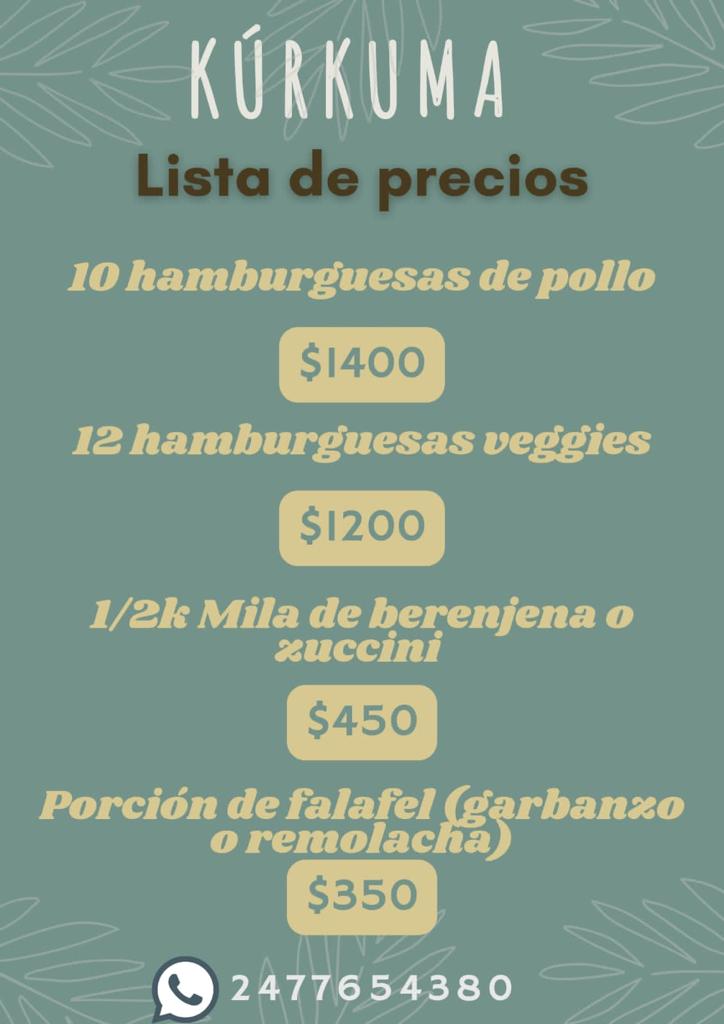 KÚRKUMA
Lista de precios
10 hamburguesas de pollo
$1400
12 hamburguesas veggies
$1200
1/2k Mila de berenjena o
zuccini
$450
Porción de falafel (garbanzo
o remolacha)
$350
2477654380